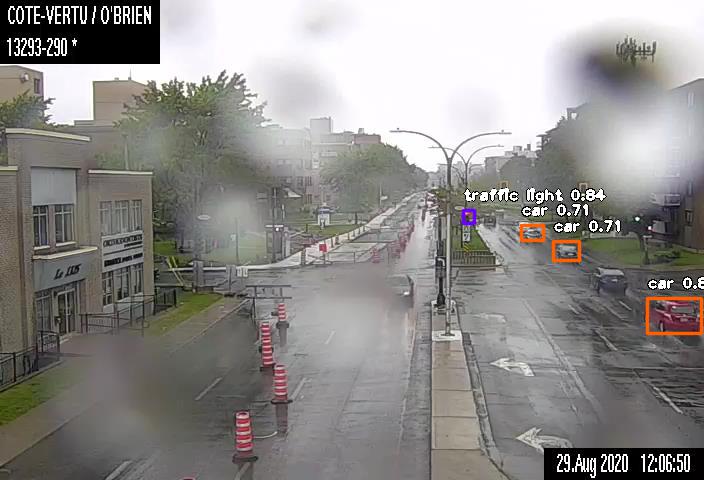 COTE-VERTU / O'BRIEN
13293-290 *
traffic light 0.84
car 0.71
car 0.71
car 0.8
29.Aug 2020 12:06:50